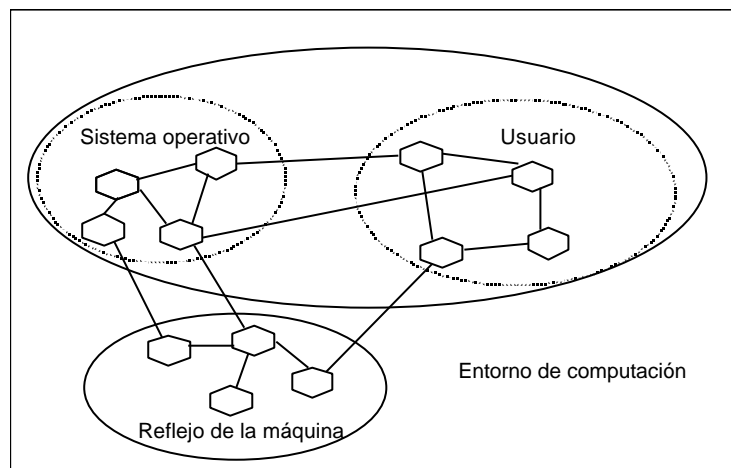 Sistema operativo
Usuario
Entorno de computación
Reflejo de la máquina